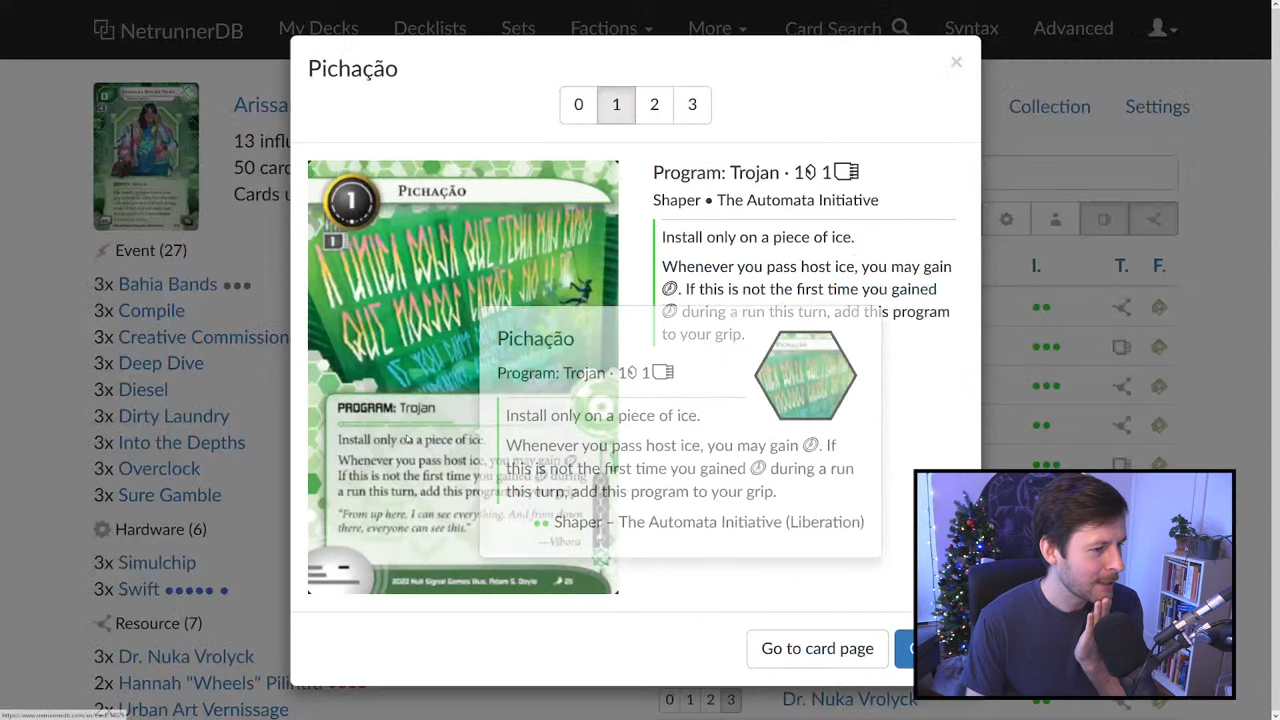 NetrunnerDB My Decks Decklists Sets Factions More Card Search Syntax Advanced
Pichação ×
0 1 2 3
Arissa
13 influ
50 card
Cards u
Collection Settings
Event (27)
3x Bahia Bands
3x Compile
3x Creative Commission
3x Deep Dive
3x Diesel
3x Dirty Laundry
3x Into the Depths
3x Overclock
3x Sure Gamble
Hardware (6)
3x Simulchip
3x Swift
Resource (7)
3x Dr. Nuka Vrolyck
2x Hannah "Wheels" Pilintra
Urban Art Vernissage
1
PICHAÇÃO
1
PROGRAM: Trojan
Install only on a piece of ice.
Whenever you pass host ice, you may gain
If this is not the first time you gained during
a run this turn, add this program
"From up here, I can see everything. And from down
there, everyone can see this."
—Víbora
25
Program: Trojan · 1 1
Shaper • The Automata Initiative
Install only on a piece of ice.
Whenever you pass host ice, you may gain
. If this is not the first time you gained
during a run this turn, add this program
to your grip.
Pichação
Program: Trojan · 1 1
Install only on a piece of ice.
Whenever you pass host ice, you may gain . If
this is not the first time you gained during a run
this turn, add this program to your grip.
Shaper – The Automata Initiative (Liberation)
I. T. F.
Go to card page
0 1 2 3 Dr. Nuka Vrolyck